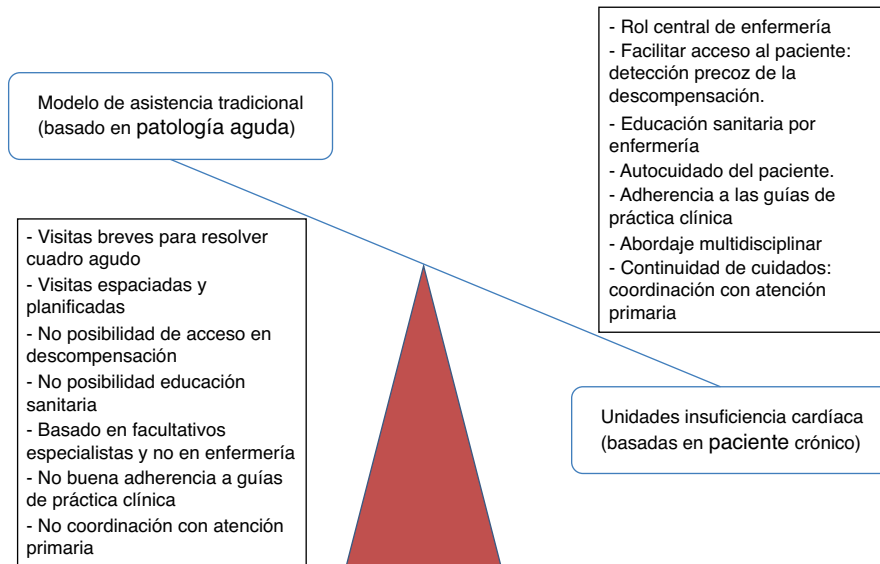 Modelo de asistencia tradicional
(basado en patología aguda)
- Visitas breves para resolver
cuadro agudo
- Visitas espaciadas y
planificadas
- No posibilidad de acceso en
descompensación
- No posibilidad educación
sanitaria
- Basado en facultativos
especialistas y no en enfermería
- No buena adherencia a guías
de práctica clínica
- No coordinación con atención
primaria
- Rol central de enfermería
- Facilitar acceso al paciente:
detección precoz de la
descompensación.
- Educación sanitaria por
enfermería
- Autocuidado del paciente.
- Adherencia a las guías de
práctica clínica
- Abordaje multidisciplinar
- Continuidad de cuidados:
coordinación con atención
primaria
Unidades insuficiencia cardíaca
(basadas en paciente crónico)